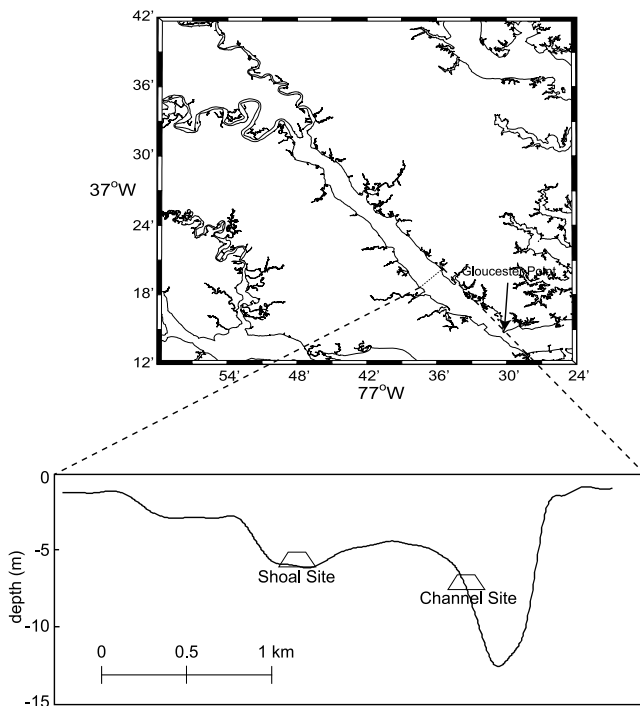 42'
36'
30'
37°W
24'
Gloucester Point
18'
12'
54' 48' 42' 36' 30' 24'
77°W
0
-5
Shoal Site
Channel Site
depth (m)
-10
0 0.5 1 km
-15